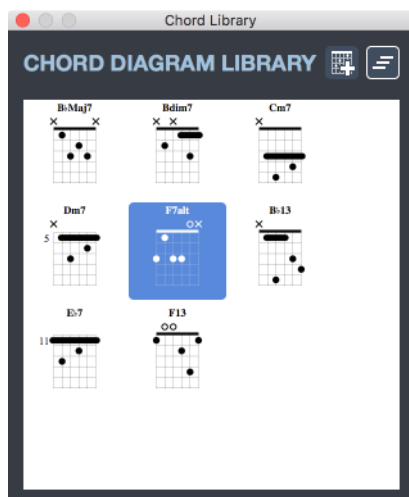 Chord Library
CHORD DIAGRAM LIBRARY
B♭Maj7 Bdim7 Cm7
Dm7 F7alt B♭13
5
E♭7 F13
11